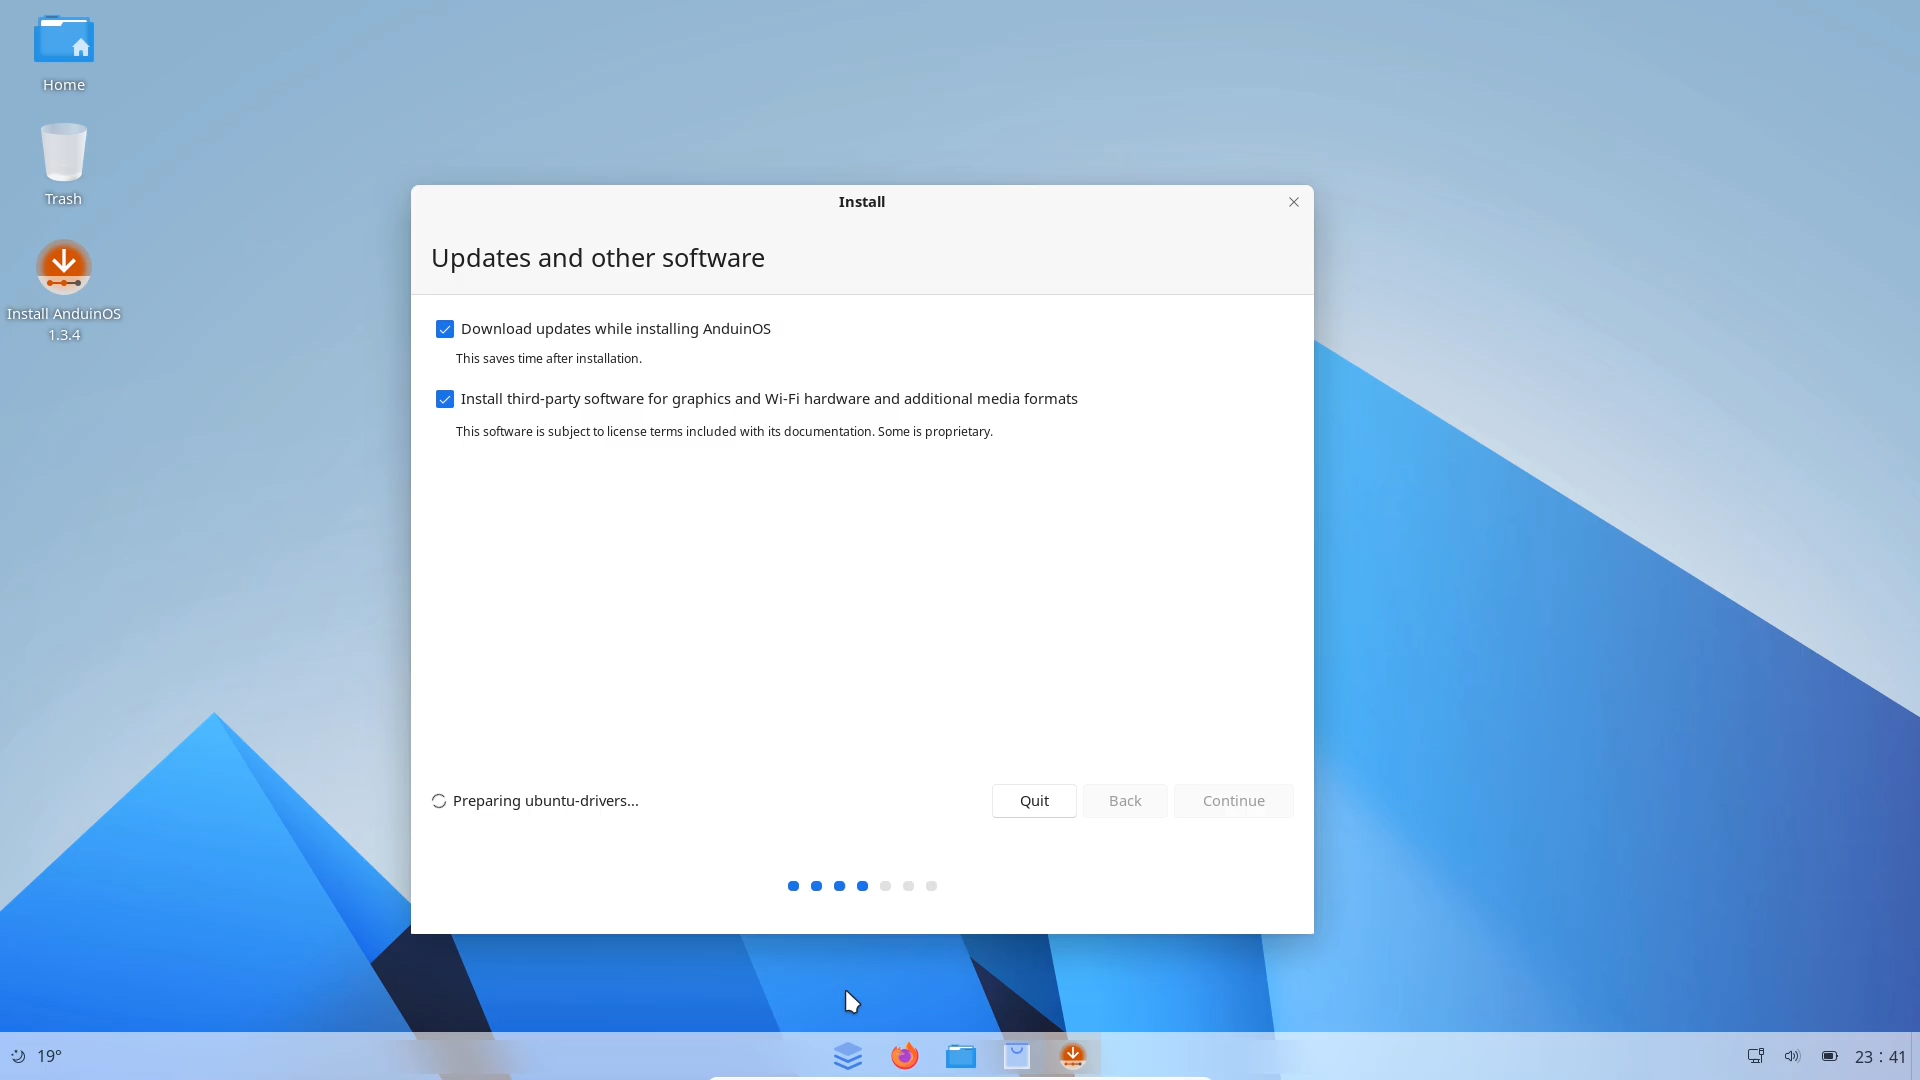 Home
Trash
Install AnduinOS
1.3.4
Install
Updates and other software
Download updates while installing AnduinOS
This saves time after installation.
Install third-party software for graphics and Wi-Fi hardware and additional media formats
This software is subject to license terms included with its documentation. Some is proprietary.
Preparing ubuntu-drivers...
Quit
Back
Continue
19°
23 : 41